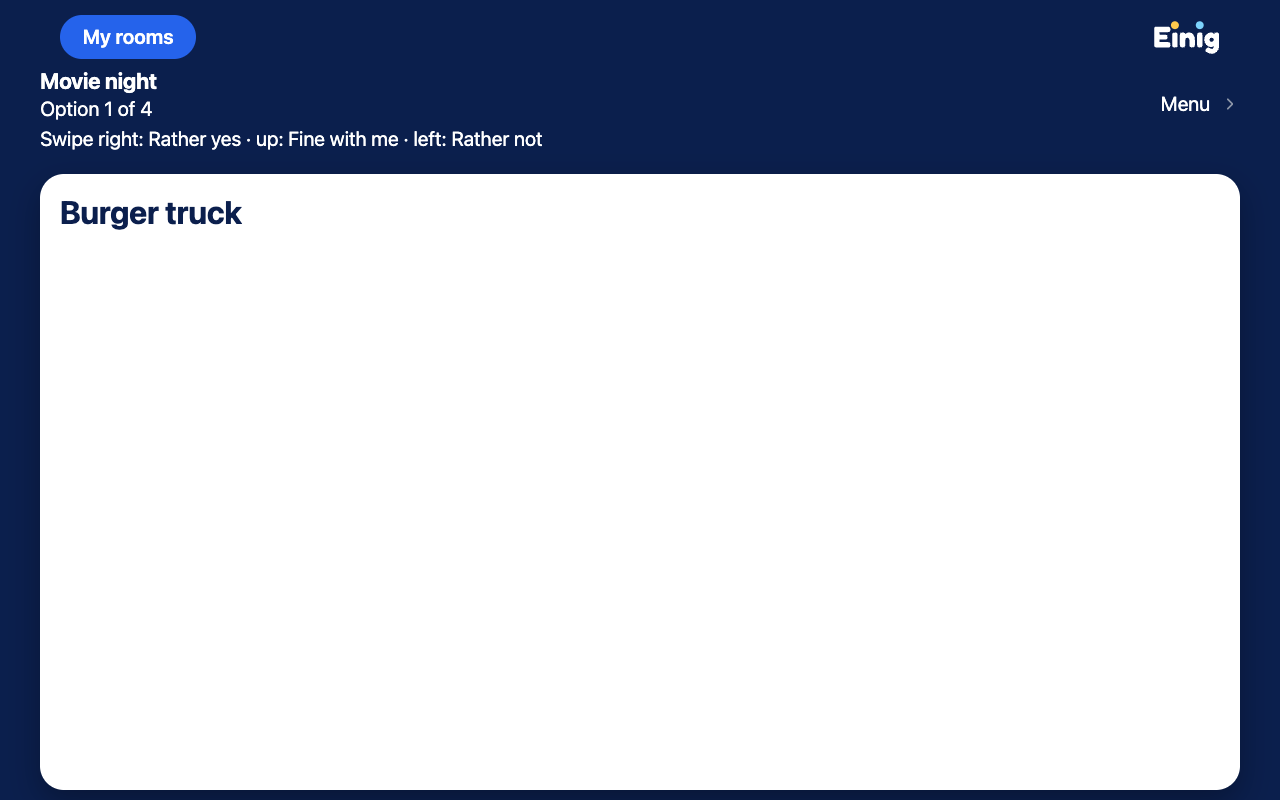 My rooms
Einig
Movie night
Option 1 of 4
Menu
Swipe right: Rather yes · up: Fine with me · left: Rather not
Burger truck